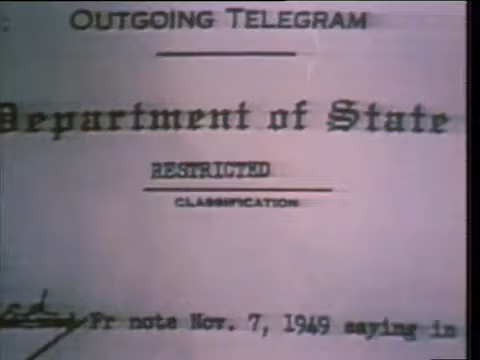 OUTGOING TELEGRAM
Department of State
RESTRICTED
CLASSIFICATION
Fr note Nov. 7, 1949 saying in